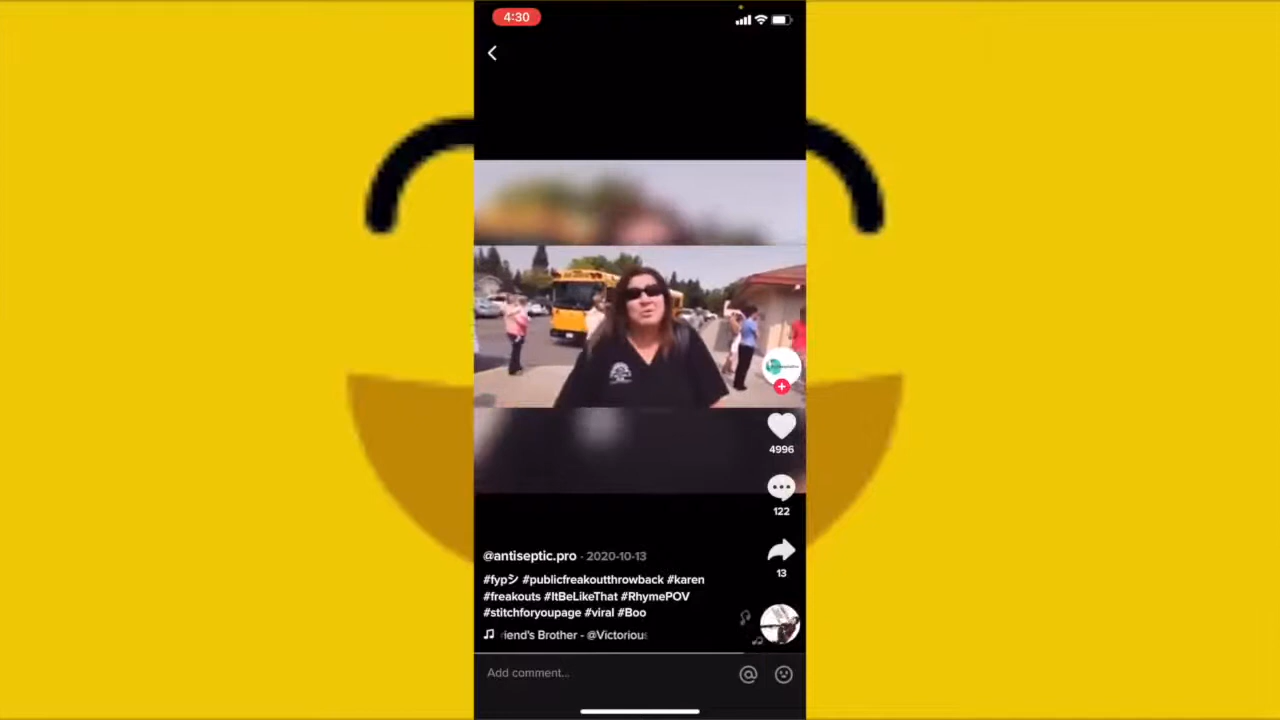 4:30
4996
122
@antiseptic.pro · 2020-10-13
13
#fypシ #publicfreakoutthrowback #karen
#freakouts #ItBeLikeThat #RhymePOV
#stitchforyoupage #viral #Boo
iend's Brother - @Victorious
Add comment...